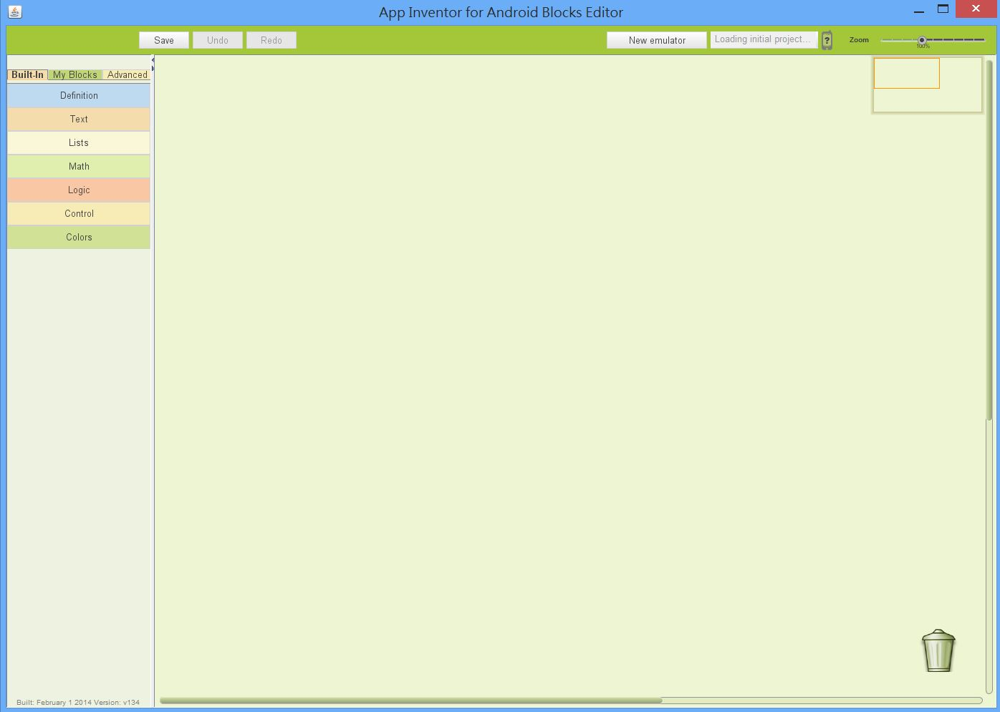 App Inventor for Android Blocks Editor
Save Undo Redo New emulator Loading initial project... ? Zoom
100%
Built-In My Blocks Advanced
Definition
Text
Lists
Math
Logic
Control
Colors
Built: February 1 2014 Version: v134